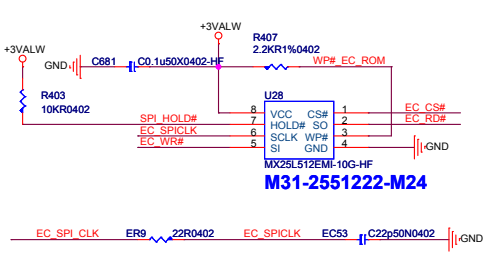 +3VALW
R407
2.2KR1%0402
+3VALW
GND
C681
C0.1u50X0402-HF
WP#_EC_ROM
R403
10KR0402
U28
SPI_HOLD#
EC_SPICLK
EC_WR#
8 VCC CS# 1 EC_CS#
7 HOLD# SO 2 EC_RD#
6 SCLK WP# 3
5 SI GND 4 GND
MX25L512EMI-10G-HF
M31-2551222-M24
EC_SPI_CLK ER9 22R0402 EC_SPICLK EC53 C22p50N0402 GND